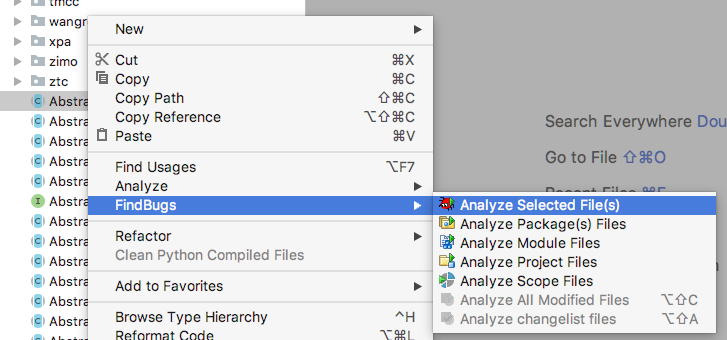 tmcc
wangr
xpa
zimo
ztc
Abstra
Abstra
Abstra
Abstra
Abstra
Abstra
Abstra
Abstra
Abstra
Abstra
Abstra
Abstra
New
Cut ⌘X
Copy ⌘C
Copy Path ⇧⌘C
Copy Reference ⌥⇧⌘C
Paste ⌘V
Find Usages ⌥F7
Analyze
FindBugs
Refactor
Clean Python Compiled Files
Add to Favorites
Browse Type Hierarchy ^H
Reformat Code ⌥⌘L
Analyze Selected File(s)
Analyze Package(s) Files
Analyze Module Files
Analyze Project Files
Analyze Scope Files
Analyze All Modified Files ⌥⇧C
Analyze changelist files ⌥⇧A
Search Everywhere Dou
Go to File ⇧⌘O
Recent Files ⌘E